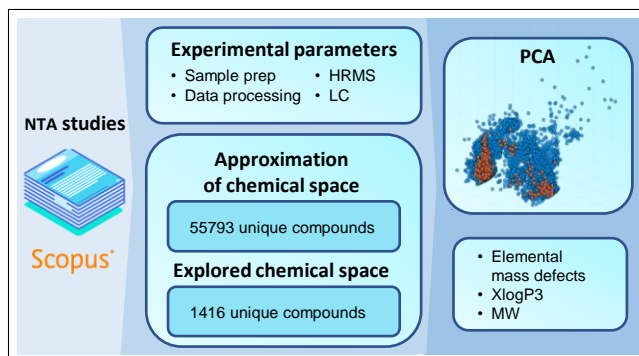 NTA studies
Scopus®
Experimental parameters
• Sample prep
• HRMS
• Data processing
• LC
Approximation
of chemical space
55793 unique compounds
Explored chemical space
1416 unique compounds
PCA
• Elemental
mass defects
• XlogP3
• MW